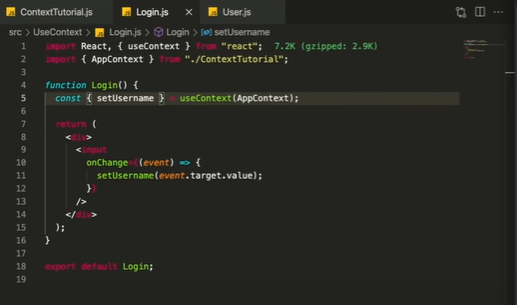 ContextTutorial.js Login.js × User.js ...
src > UseContext > Login.js > Login > setUsername
1 import React, { useContext } from "react"; 7.2K (gzipped: 2.9K)
2 import { AppContext } from "./ContextTutorial";
3
4 function Login() {
5 const { setUsername } = useContext(AppContext);
6
7 return (
8 <div>
9 <input
10 onChange={(event) => {
11 setUsername(event.target.value);
12 }}
13 />
14 </div>
15 );
16 }
17
18 export default Login;
19